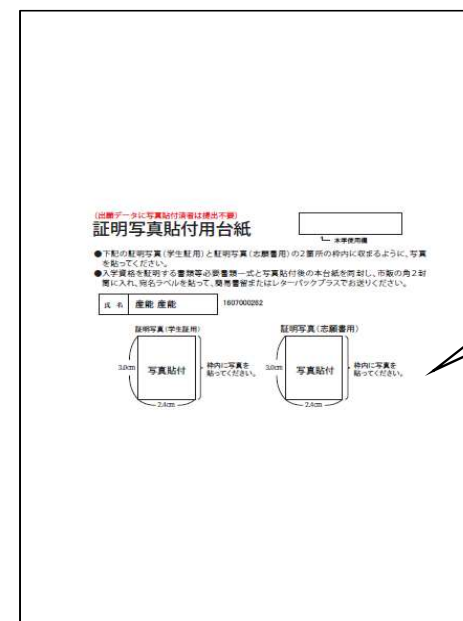 (出願データに写真貼付済者は提出不要)
証明写真貼付用台紙
本学使用欄
●下記の証明写真(学生証用)と証明写真(志願書用)の2箇所の枠内に収まるように、写真
を貼ってください。
●入学資格を証明する書類等必要書類一式と写真貼付後の本台紙を同封し、市販の角2封
筒に入れ、宛名ラベルを貼って、簡易書留またはレターパックプラスでお送りください。
氏 名 産能 産能 1607000262
証明写真(学生証用) 証明写真(志願書用)
3.0cm 写真貼付 枠内に写真を 3.0cm 写真貼付 枠内に写真を
貼ってください。 貼ってください。
2.4cm 2.4cm